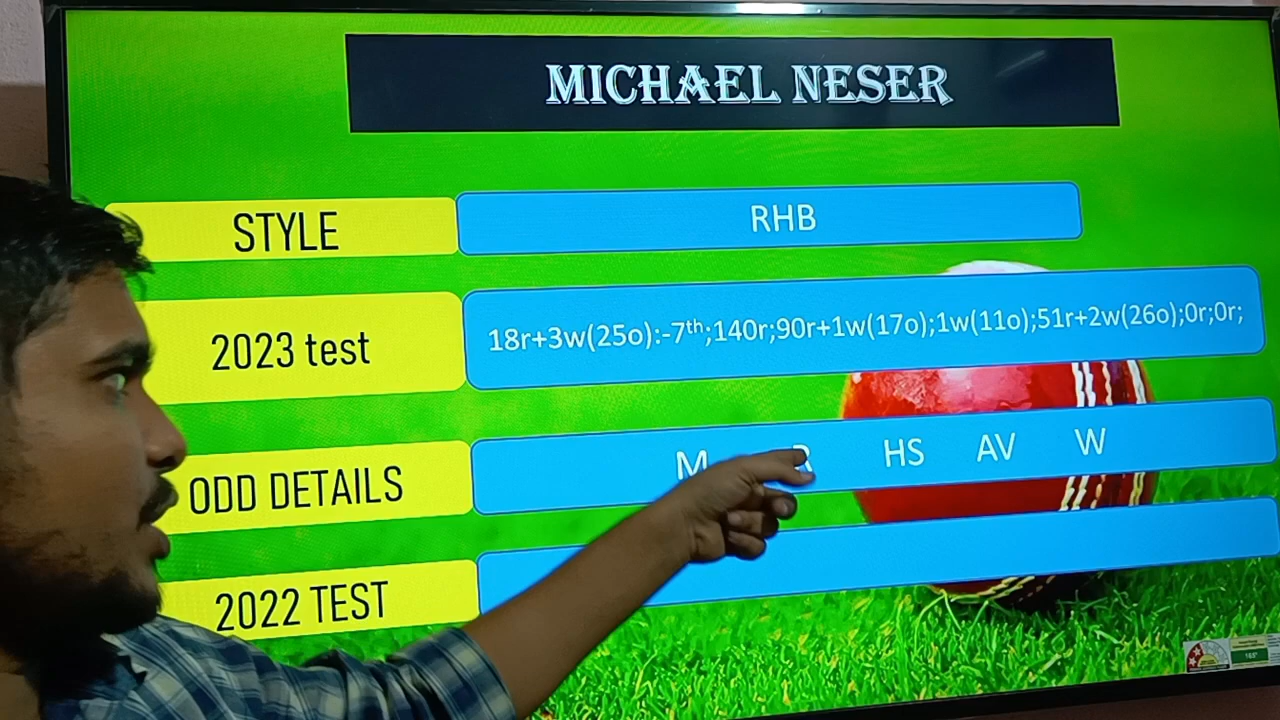 MICHAEL NESER
STYLE RHB
2023 test 18r+3w(25o):-7th;140r;90r+1w(17o);1w(11o);51r+2w(26o);0r;0r;
ODD DETAILS M R HS AV W
2022 TEST